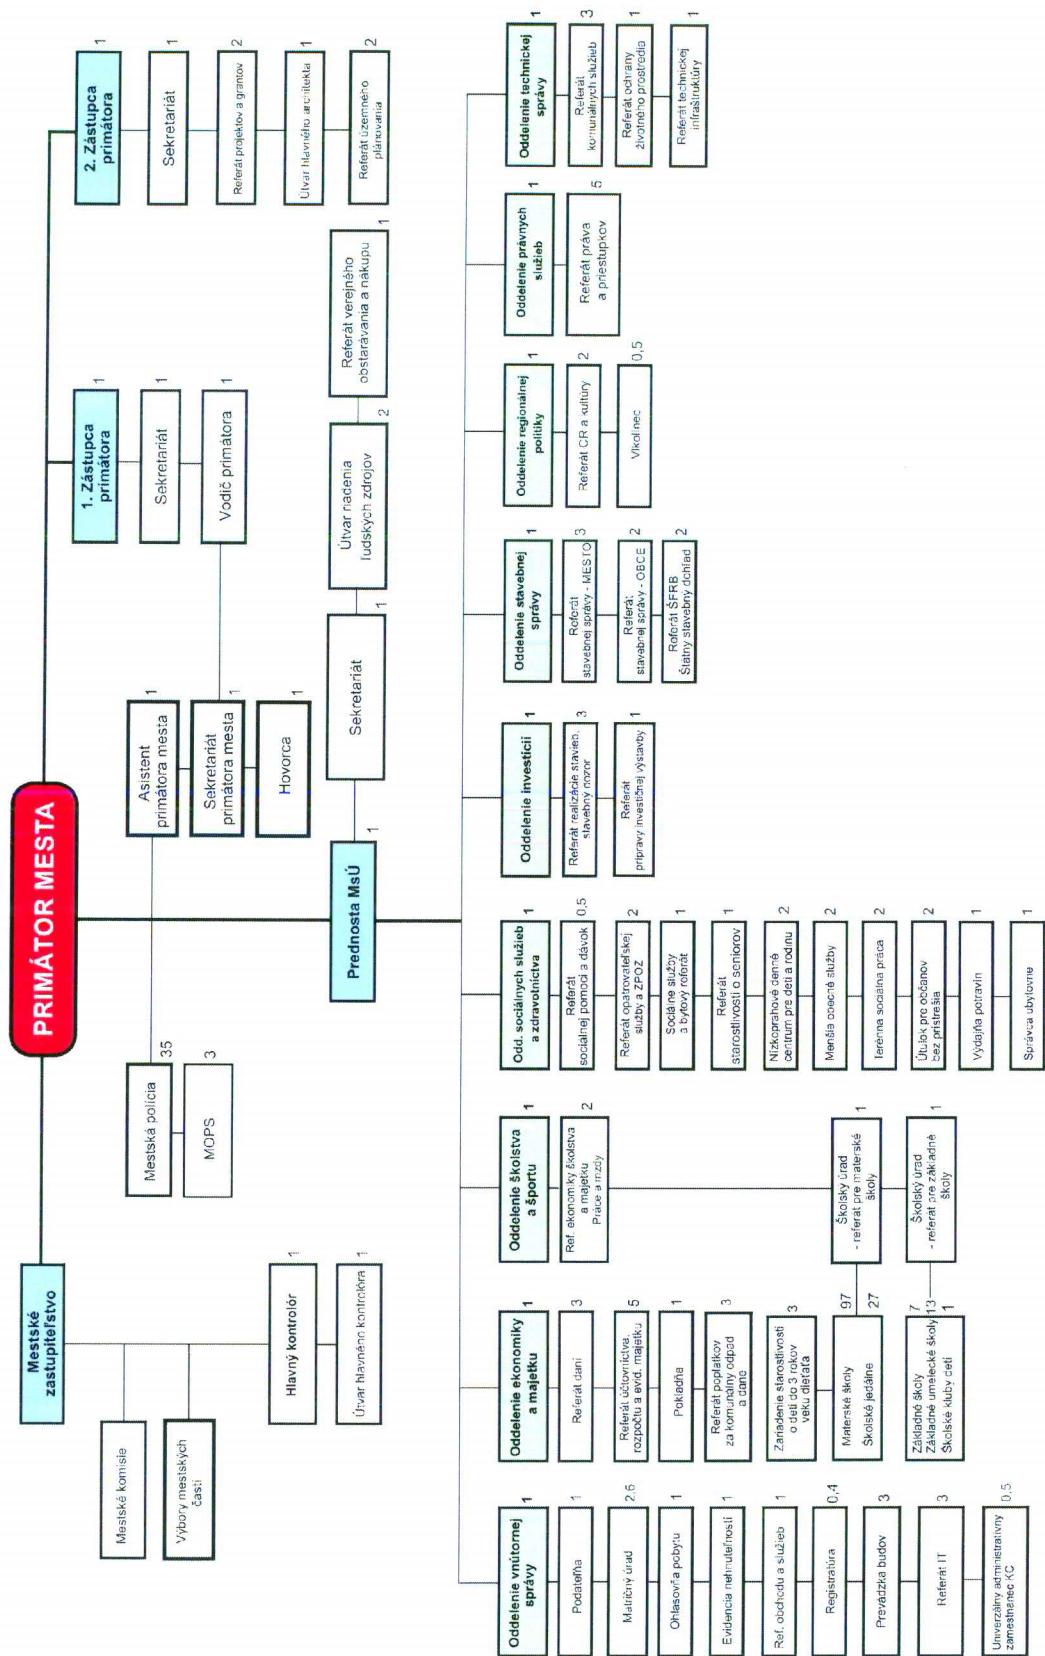 PRIMÁTOR MESTA
Mestské
zastupiteľstvo
Mestské komisie
Výbory mestských
častí
Hlavný kontrolór
1
Útvar hlavného kontrolóra
1
Mestská polícia
35
MOPS
3
Asistent
primátora mesta
1
Sekretariát
primátora mesta
1
Hovorca
1
1. Zástupca
primátora
1
Sekretariát
1
Vodič primátora
1
2. Zástupca
primátora
1
Sekretariát
1
Referát projektov a grantov
2
Útvar hlavného architekta
1
Referát územného
plánovania
2
Prednosta MsÚ
1
Sekretariát
1
Útvar riadenia
ľudských zdrojov
2
Referát verejného
obstarávania a nákupu
1
Oddelenie vnútornej
správy
1
Podateľňa
1
Matričný úrad
2,6
Ohlasovňa pobytu
1
Evidencia nehnuteľností
1
Ref. obchodu a služieb
1
Registratúra
0,4
Prevádzka budov
3
Referát IT
3
Univerzálny administratívny
zamestnanec KC
0,5
Oddelenie ekonomiky
a majetku
1
Referát daní
3
Referát účtovníctva,
rozpočtu a evid. majetku
5
Pokladňa
1
Referát poplatkov
za komunálny odpad
a dane
3
Zariadenie starostlivosti
o deti do 3 rokov
veku dieťaťa
3
Materské školy
97
Školské jedálne
27
Základné školy
7
Základné umelecké školy
13
Školské kluby detí
1
Oddelenie školstva
a športu
1
Ref. ekonomiky školstva
a majetku
Práce a mzdy
2
Školský úrad
- referát pre materské
školy
1
Školský úrad
- referát pre základné
školy
1
Odd. sociálnych služieb
a zdravotníctva
1
Referát
sociálnej pomoci a dávok
0,5
Referát opatrovateľskej
služby a ZPOZ
2
Sociálne služby
a bytový referát
1
Referát
starostlivosti o seniorov
1
Nízkoprahové denné
centrum pre deti a rodinu
2
Menšie obecné služby
2
Terénna sociálna práca
2
Útulok pre občanov
bez prístrešia
2
Výdajňa potravín
1
Správca ubytovne
1
Oddelenie investícií
1
Referát realizácie stavieb,
stavebný dozor
3
Referát
prípravy investičnej výstavby
1
Oddelenie stavebnej
správy
1
Referát
stavebnej správy - MESTO
3
Referát
stavebnej správy - OBCE
2
Referát ŠFRB
Štátny stavebný dohľad
2
Oddelenie regionálnej
politiky
1
Referát CR a kultúry
2
Vlkolínec
0,5
Oddelenie právnych
služieb
1
Referát práva
a priestupkov
5
Oddelenie technickej
správy
1
Referát
komunálnych služieb
3
Referát ochrany
životného prostredia
1
Referát technickej
infraštruktúry
1